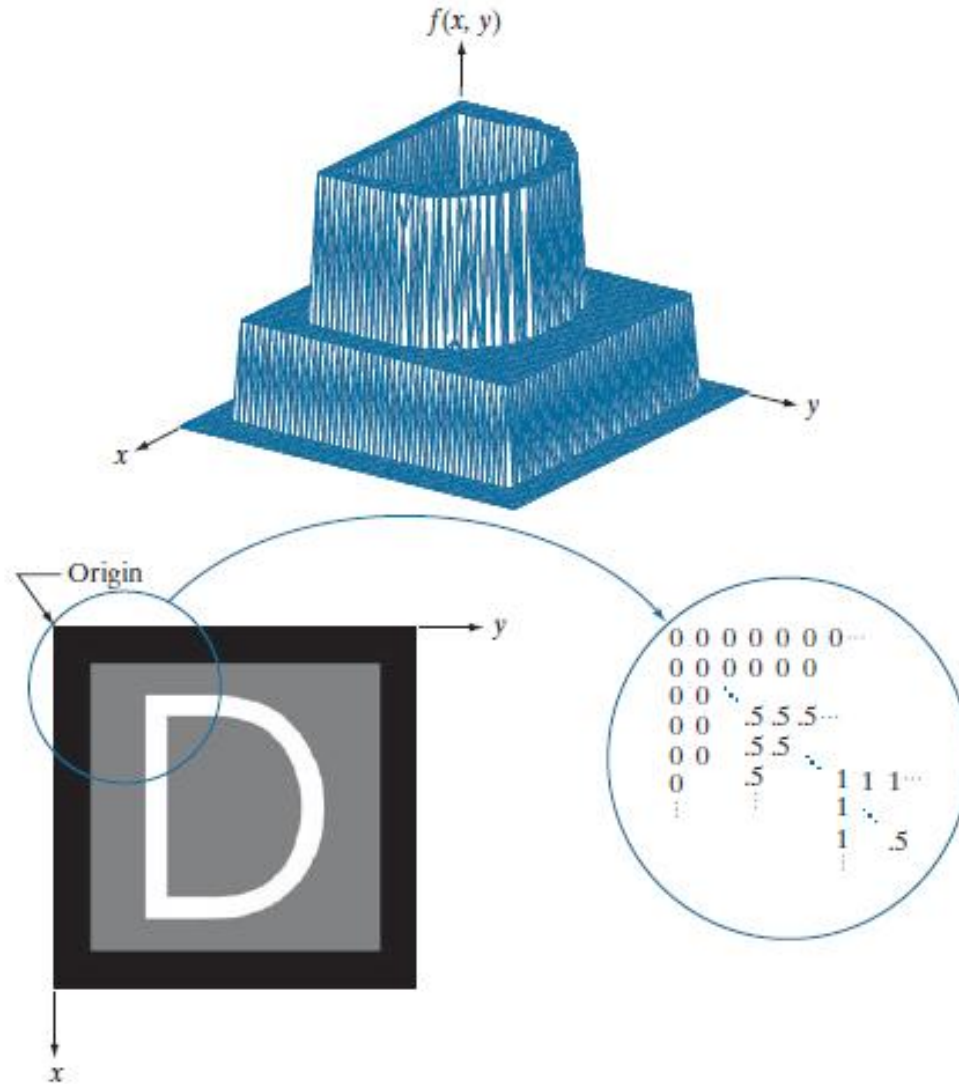 f(x, y)
y
x
Origin
y
D
x
0 0 0 0 0 0 0 ...
0 0 0 0 0 0
0 0 ⋱
0 0 .5 .5 .5 ...
0 0 .5 .5 ⋱
0 .5 1 1 1 ...
⋮ ⋮ 1 ⋱
1 .5
⋮